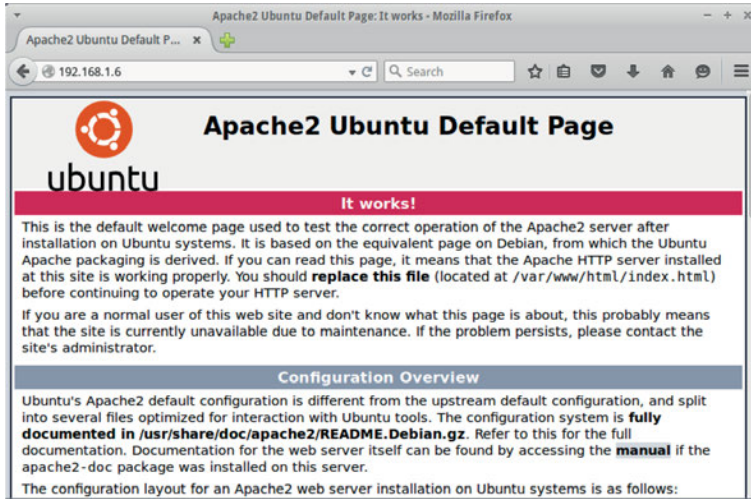 Apache2 Ubuntu Default Page: It works - Mozilla Firefox
Apache2 Ubuntu Default P...
192.168.1.6
Search
ubuntu
Apache2 Ubuntu Default Page
It works!
This is the default welcome page used to test the correct operation of the Apache2 server after
installation on Ubuntu systems. It is based on the equivalent page on Debian, from which the Ubuntu
Apache packaging is derived. If you can read this page, it means that the Apache HTTP server installed
at this site is working properly. You should replace this file (located at /var/www/html/index.html)
before continuing to operate your HTTP server.
If you are a normal user of this web site and don't know what this page is about, this probably means
that the site is currently unavailable due to maintenance. If the problem persists, please contact the
site's administrator.
Configuration Overview
Ubuntu's Apache2 default configuration is different from the upstream default configuration, and split
into several files optimized for interaction with Ubuntu tools. The configuration system is fully
documented in /usr/share/doc/apache2/README.Debian.gz. Refer to this for the full
documentation. Documentation for the web server itself can be found by accessing the manual if the
apache2-doc package was installed on this server.
The configuration layout for an Apache2 web server installation on Ubuntu systems is as follows: